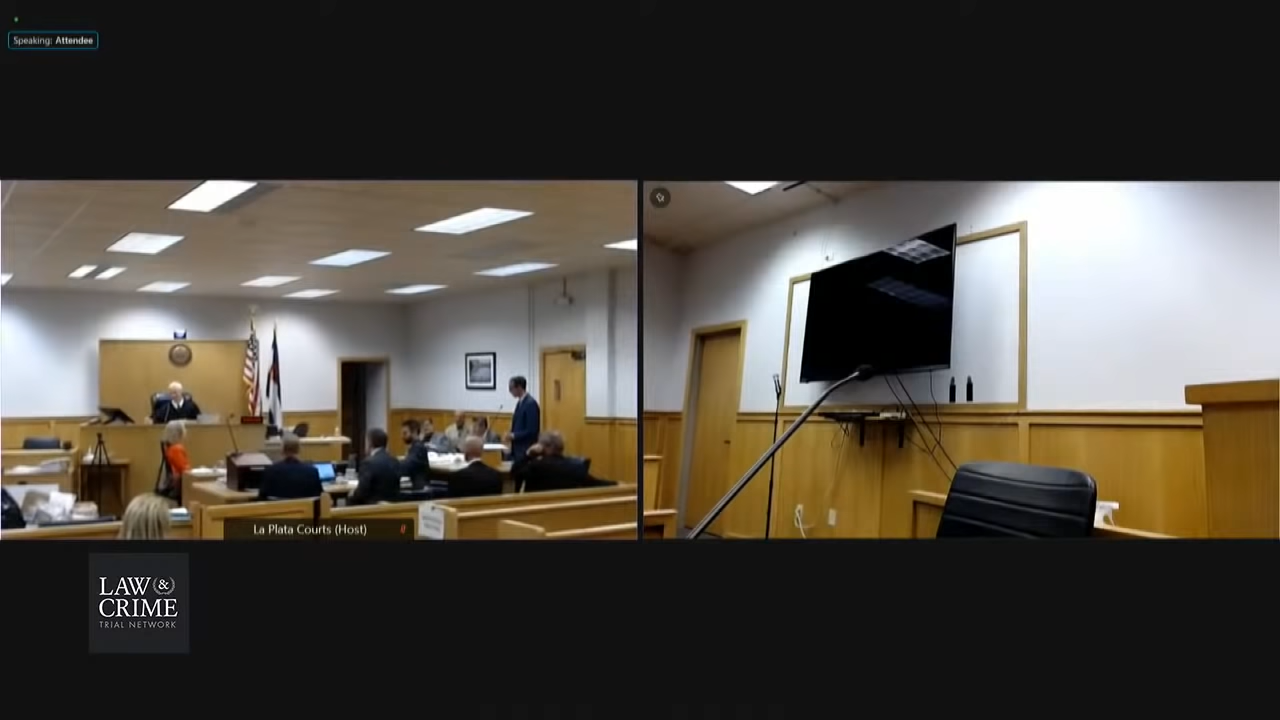 Speaking: Attendee
La Plata Courts (Host)
LAW &
CRIME
TRIAL NETWORK